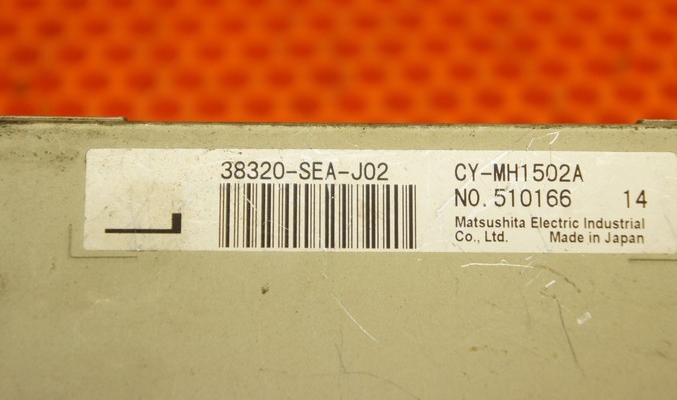 38320-SEA-J02
CY-MH1502A
NO. 510166 14
Matsushita Electric Industrial
Co., Ltd. Made in Japan